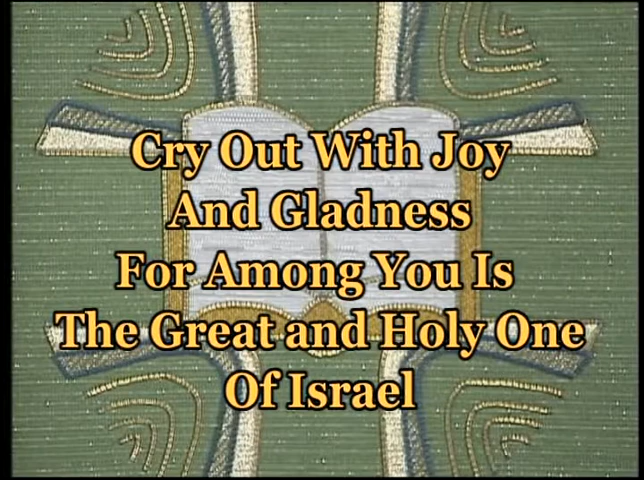 Cry Out With Joy
And Gladness
For Among You Is
The Great and Holy One
Of Israel